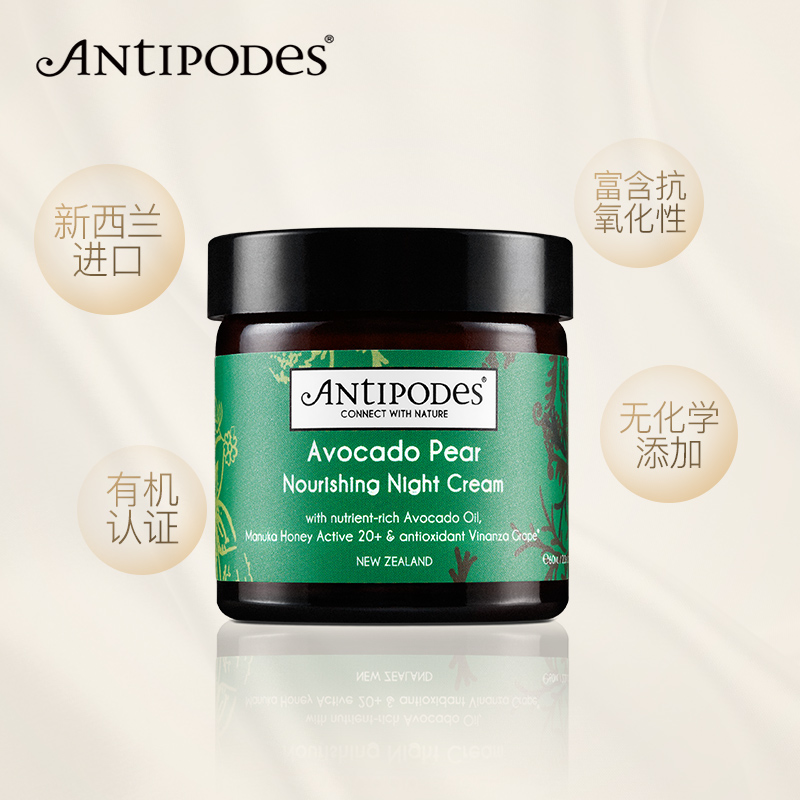 ANTIPODES®
新西兰
进口
富含抗
氧化性
ANTIPODES®
CONNECT WITH NATURE
Avocado Pear
Nourishing Night Cream
with nutrient-rich Avocado Oil,
Manuka Honey Active 20+ & antioxidant Vinanza Grape®
NEW ZEALAND
无化学
添加
有机
认证